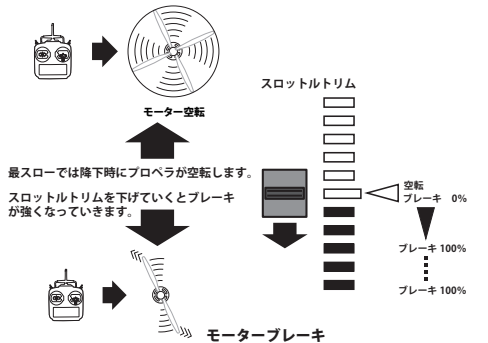 モーター空転
スロットルトリム
最スローでは降下時にプロペラが空転します。
スロットルトリムを下げていくとブレーキ
が強くなっていきます。
空転
ブレーキ 0%
ブレーキ 100%
ブレーキ 100%
モーターブレーキ